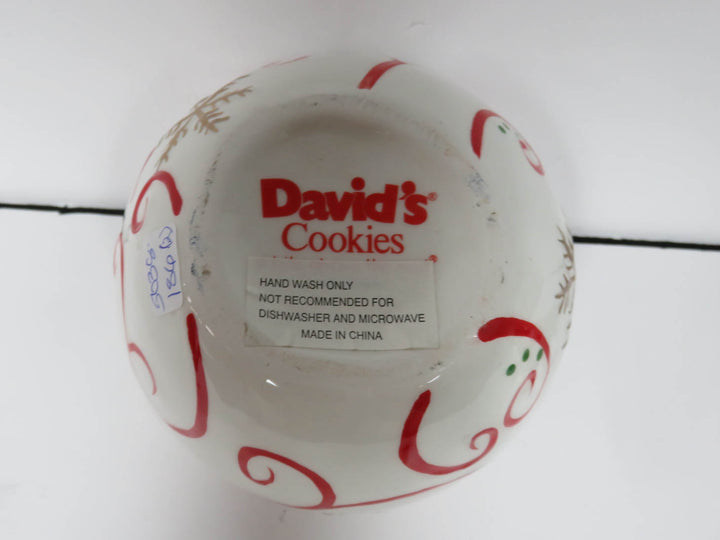 David's®
Cookies
®
HAND WASH ONLY
NOT RECOMMENDED FOR
DISHWASHER AND MICROWAVE
MADE IN CHINA